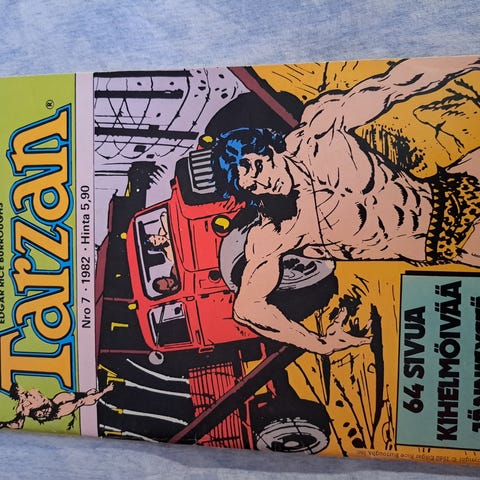 EDGAR RICE BURROUGHS
Tarzan®
Nro 7 · 1982 · Hinta 5,90
64 SIVUA
KIHELMÖIVÄÄ